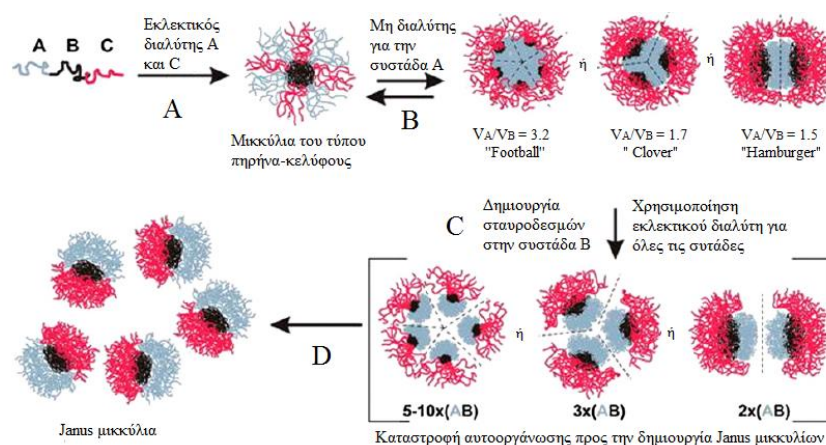 A B C
Εκλεκτικός
διαλύτης Α
και C
A
Μικκύλια του τύπου
πηρήνα-κελύφους
Μη διαλύτης
για την
συστάδα Α
B
ή
ή
VA/VB = 3.2
"Football"
VA/VB = 1.7
" Clover"
VA/VB = 1.5
"Hamburger"
C
Δημιουργία
σταυροδεσμών
στην συστάδα Β
Χρησιμοποίηση
εκλεκτικού διαλύτη για
όλες τις συτάδες
D
ή
ή
5-10x(AB)
3x(AB)
2x(AB)
Janus μικκύλια
Καταστροφή αυτοοργάνωσης προς την δημιουργία Janus μικκυλίων